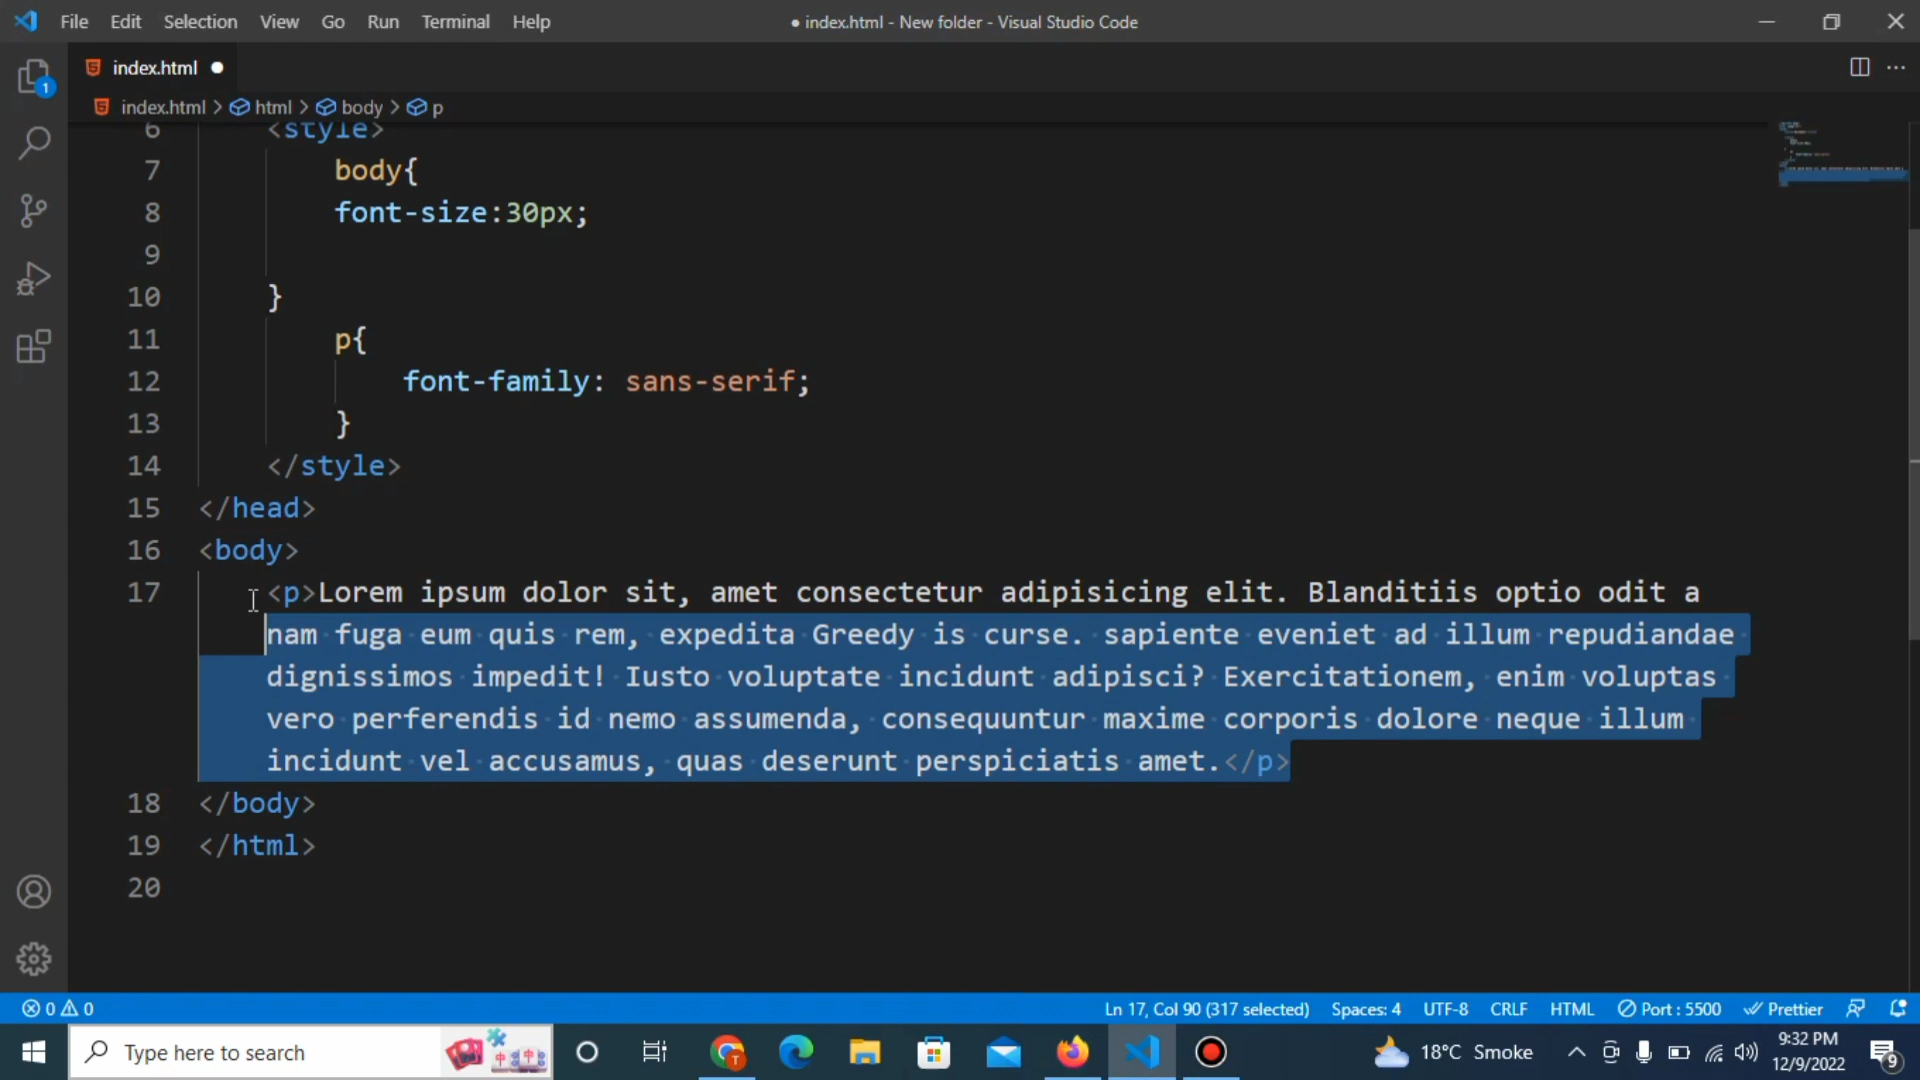 File Edit Selection View Go Run Terminal Help
● index.html - New folder - Visual Studio Code
index.html ●
index.html > html > body > p
1
6 <style>
7 body{
8 font-size:30px;
9
10 }
11 p{
12 font-family: sans-serif;
13 }
14 </style>
15 </head>
16 <body>
17 <p>Lorem ipsum dolor sit, amet consectetur adipisicing elit. Blanditiis optio odit a
nam fuga eum quis rem, expedita Greedy is curse. sapiente eveniet ad illum repudiandae
dignissimos impedit! Iusto voluptate incidunt adipisci? Exercitationem, enim voluptas
vero perferendis id nemo assumenda, consequuntur maxime corporis dolore neque illum
incidunt vel accusamus, quas deserunt perspiciatis amet.</p>
18 </body>
19 </html>
20
0 0 Ln 17, Col 90 (317 selected) Spaces: 4 UTF-8 CRLF HTML Port : 5500 Prettier
Type here to search T 18°C Smoke 9:32 PM
12/9/2022 9